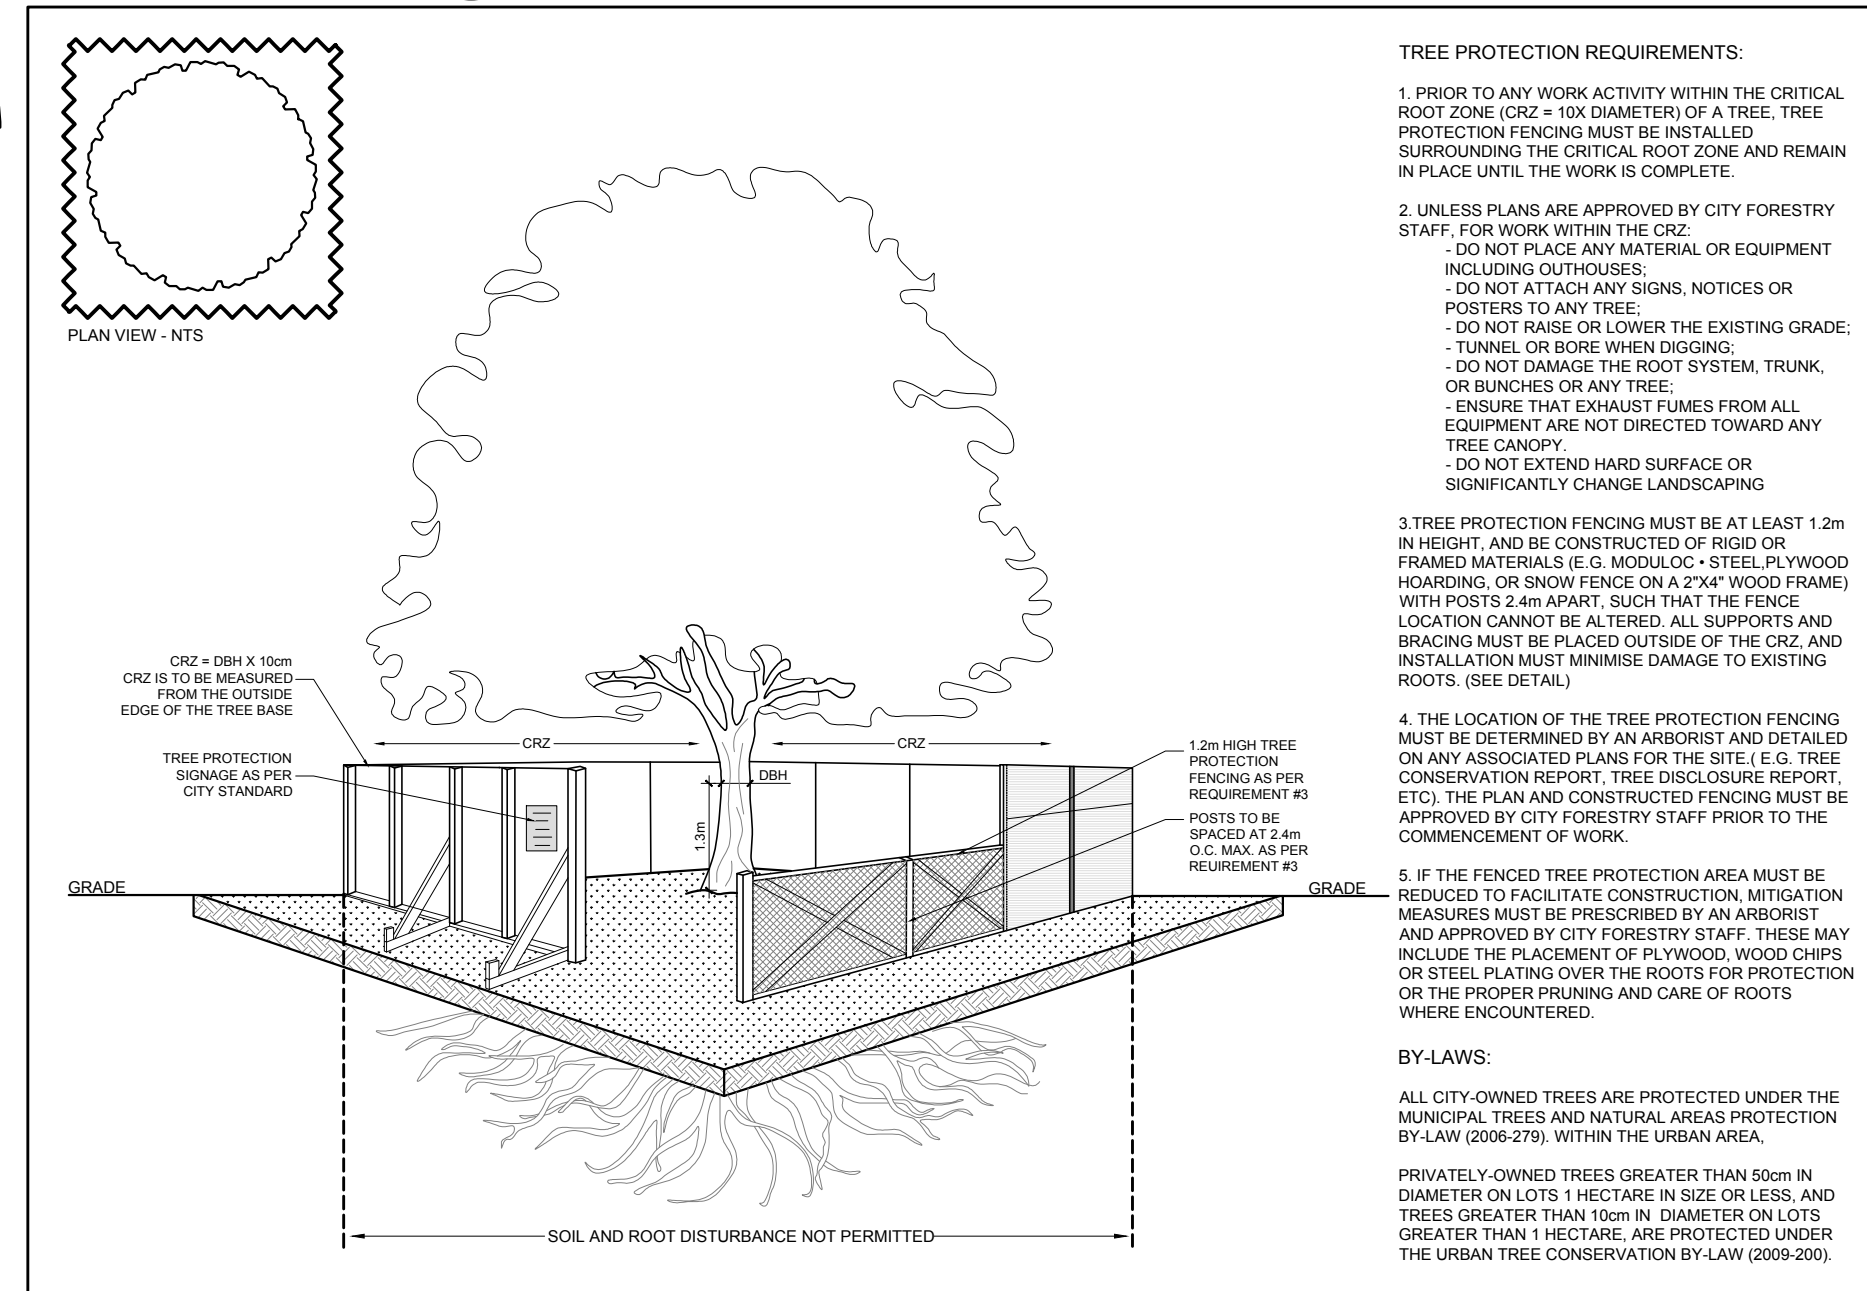 PLAN VIEW - NTS
CRZ = DBH X 10cm
CRZ IS TO BE MEASURED
FROM THE OUTSIDE
EDGE OF THE TREE BASE
TREE PROTECTION
SIGNAGE AS PER
CITY STANDARD
CRZ
CRZ
DBH
1.3m
1.2m HIGH TREE
PROTECTION
FENCING AS PER
REQUIREMENT #3
POSTS TO BE
SPACED AT 2.4m
O.C. MAX. AS PER
REUIREMENT #3
GRADE
GRADE
SOIL AND ROOT DISTURBANCE NOT PERMITTED
TREE PROTECTION REQUIREMENTS:
1. PRIOR TO ANY WORK ACTIVITY WITHIN THE CRITICAL
ROOT ZONE (CRZ = 10X DIAMETER) OF A TREE, TREE
PROTECTION FENCING MUST BE INSTALLED
SURROUNDING THE CRITICAL ROOT ZONE AND REMAIN
IN PLACE UNTIL THE WORK IS COMPLETE.
2. UNLESS PLANS ARE APPROVED BY CITY FORESTRY
STAFF, FOR WORK WITHIN THE CRZ:
- DO NOT PLACE ANY MATERIAL OR EQUIPMENT
INCLUDING OUTHOUSES;
- DO NOT ATTACH ANY SIGNS, NOTICES OR
POSTERS TO ANY TREE;
- DO NOT RAISE OR LOWER THE EXISTING GRADE;
- TUNNEL OR BORE WHEN DIGGING;
- DO NOT DAMAGE THE ROOT SYSTEM, TRUNK,
OR BUNCHES OR ANY TREE;
- ENSURE THAT EXHAUST FUMES FROM ALL
EQUIPMENT ARE NOT DIRECTED TOWARD ANY
TREE CANOPY.
- DO NOT EXTEND HARD SURFACE OR
SIGNIFICANTLY CHANGE LANDSCAPING
3.TREE PROTECTION FENCING MUST BE AT LEAST 1.2m
IN HEIGHT, AND BE CONSTRUCTED OF RIGID OR
FRAMED MATERIALS (E.G. MODULOC • STEEL,PLYWOOD
HOARDING, OR SNOW FENCE ON A 2"X4" WOOD FRAME)
WITH POSTS 2.4m APART, SUCH THAT THE FENCE
LOCATION CANNOT BE ALTERED. ALL SUPPORTS AND
BRACING MUST BE PLACED OUTSIDE OF THE CRZ, AND
INSTALLATION MUST MINIMISE DAMAGE TO EXISTING
ROOTS. (SEE DETAIL)
4. THE LOCATION OF THE TREE PROTECTION FENCING
MUST BE DETERMINED BY AN ARBORIST AND DETAILED
ON ANY ASSOCIATED PLANS FOR THE SITE.( E.G. TREE
CONSERVATION REPORT, TREE DISCLOSURE REPORT,
ETC). THE PLAN AND CONSTRUCTED FENCING MUST BE
APPROVED BY CITY FORESTRY STAFF PRIOR TO THE
COMMENCEMENT OF WORK.
5. IF THE FENCED TREE PROTECTION AREA MUST BE
REDUCED TO FACILITATE CONSTRUCTION, MITIGATION
MEASURES MUST BE PRESCRIBED BY AN ARBORIST
AND APPROVED BY CITY FORESTRY STAFF. THESE MAY
INCLUDE THE PLACEMENT OF PLYWOOD, WOOD CHIPS
OR STEEL PLATING OVER THE ROOTS FOR PROTECTION
OR THE PROPER PRUNING AND CARE OF ROOTS
WHERE ENCOUNTERED.
BY-LAWS:
ALL CITY-OWNED TREES ARE PROTECTED UNDER THE
MUNICIPAL TREES AND NATURAL AREAS PROTECTION
BY-LAW (2006-279). WITHIN THE URBAN AREA,
PRIVATELY-OWNED TREES GREATER THAN 50cm IN
DIAMETER ON LOTS 1 HECTARE IN SIZE OR LESS, AND
TREES GREATER THAN 10cm IN DIAMETER ON LOTS
GREATER THAN 1 HECTARE, ARE PROTECTED UNDER
THE URBAN TREE CONSERVATION BY-LAW (2009-200).